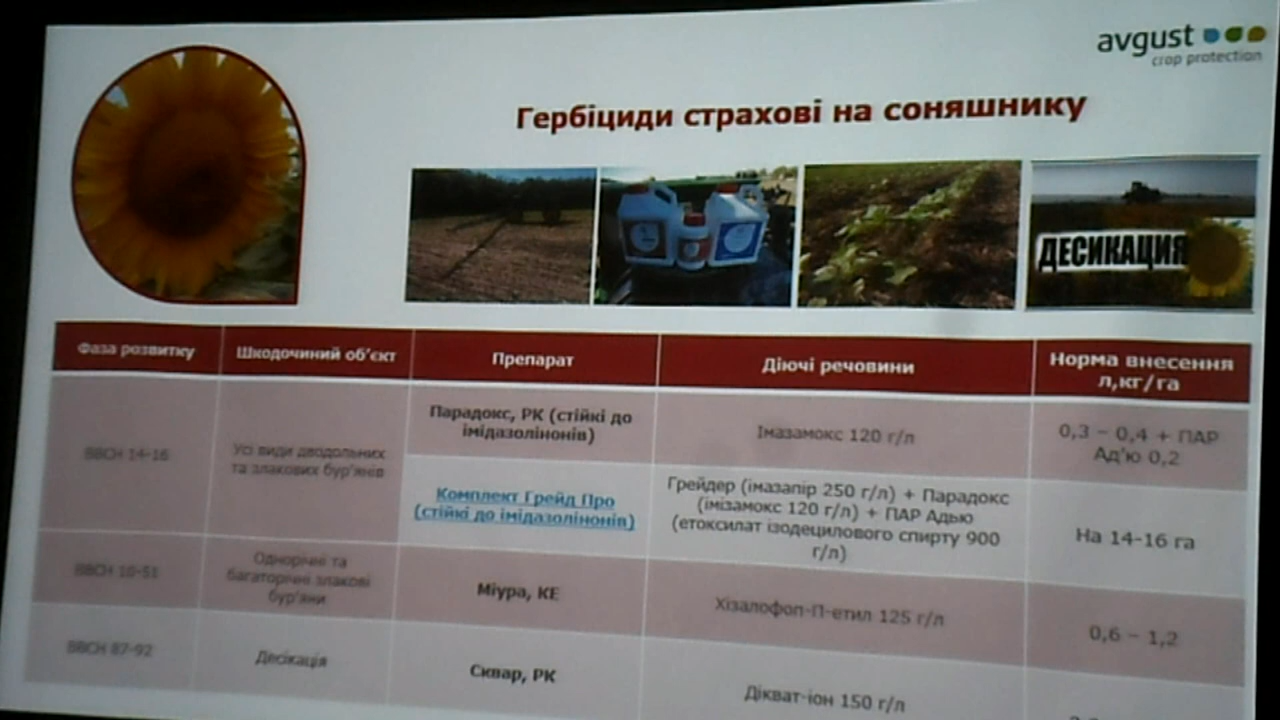 avgust
crop protection
Гербіциди страхові на соняшнику
ДЕСИКАЦИЯ
Фаза розвитку
Шкодочиний об'єкт
Препарат
Діючі речовини
Норма внесення
л,кг/га
ВВСН 14-16
Усі види дводольних
та злакових бур'янів
Парадокс, РК (стійкі до
імідазолінонів)
Імазамокс 120 г/л
0,3 – 0,4 + ПАР
Ад'ю 0,2
Комплект Грейд Про
(стійкі до імідазолінонів)
Грейдер (імазапір 250 г/л) + Парадокс
(імізамокс 120 г/л) + ПАР Адью
(етоксилат ізодецилового спирту 900
г/л)
На 14-16 га
ВВСН 10-51
Однорічні та
багаторічні злакові
бур'яни
Міура, КЕ
Хізалофоп-П-етил 125 г/л
0,6 – 1,2
ВВСН 87-92
Десікація
Сквар, РК
Дікват-іон 150 г/л